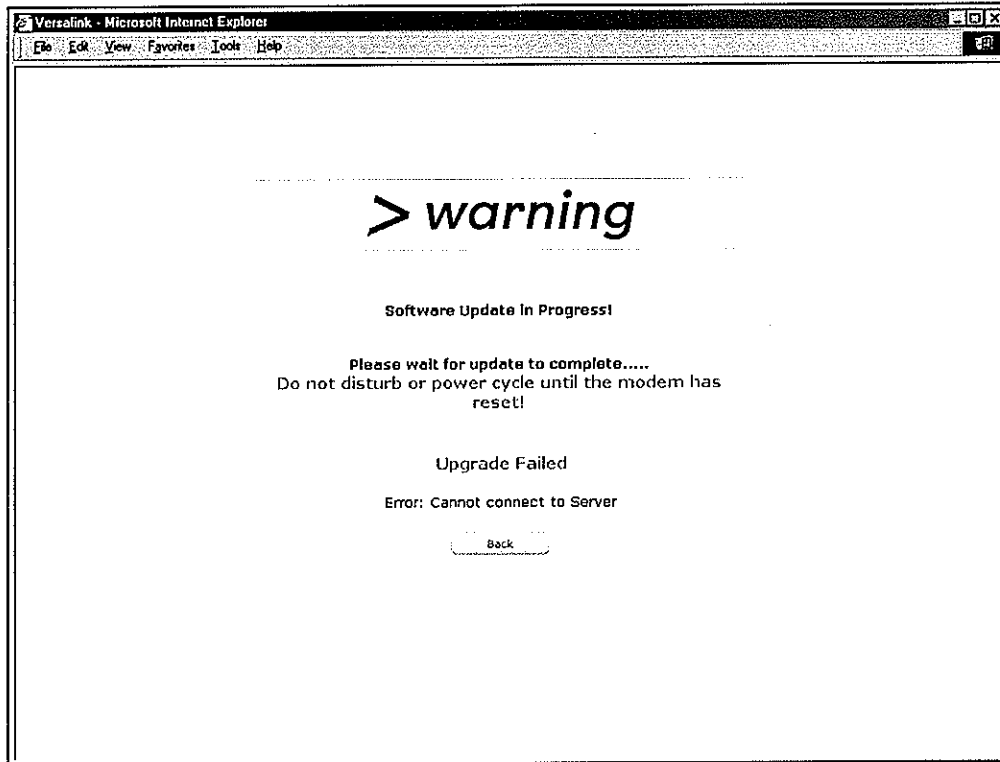 Versalink - Microsoft Internet Explorer
File Edit View Favorites Tools Help
> warning
Software Update in Progress!
Please wait for update to complete.....
Do not disturb or power cycle until the modem has
reset!
Upgrade Failed
Error: Cannot connect to Server
Back